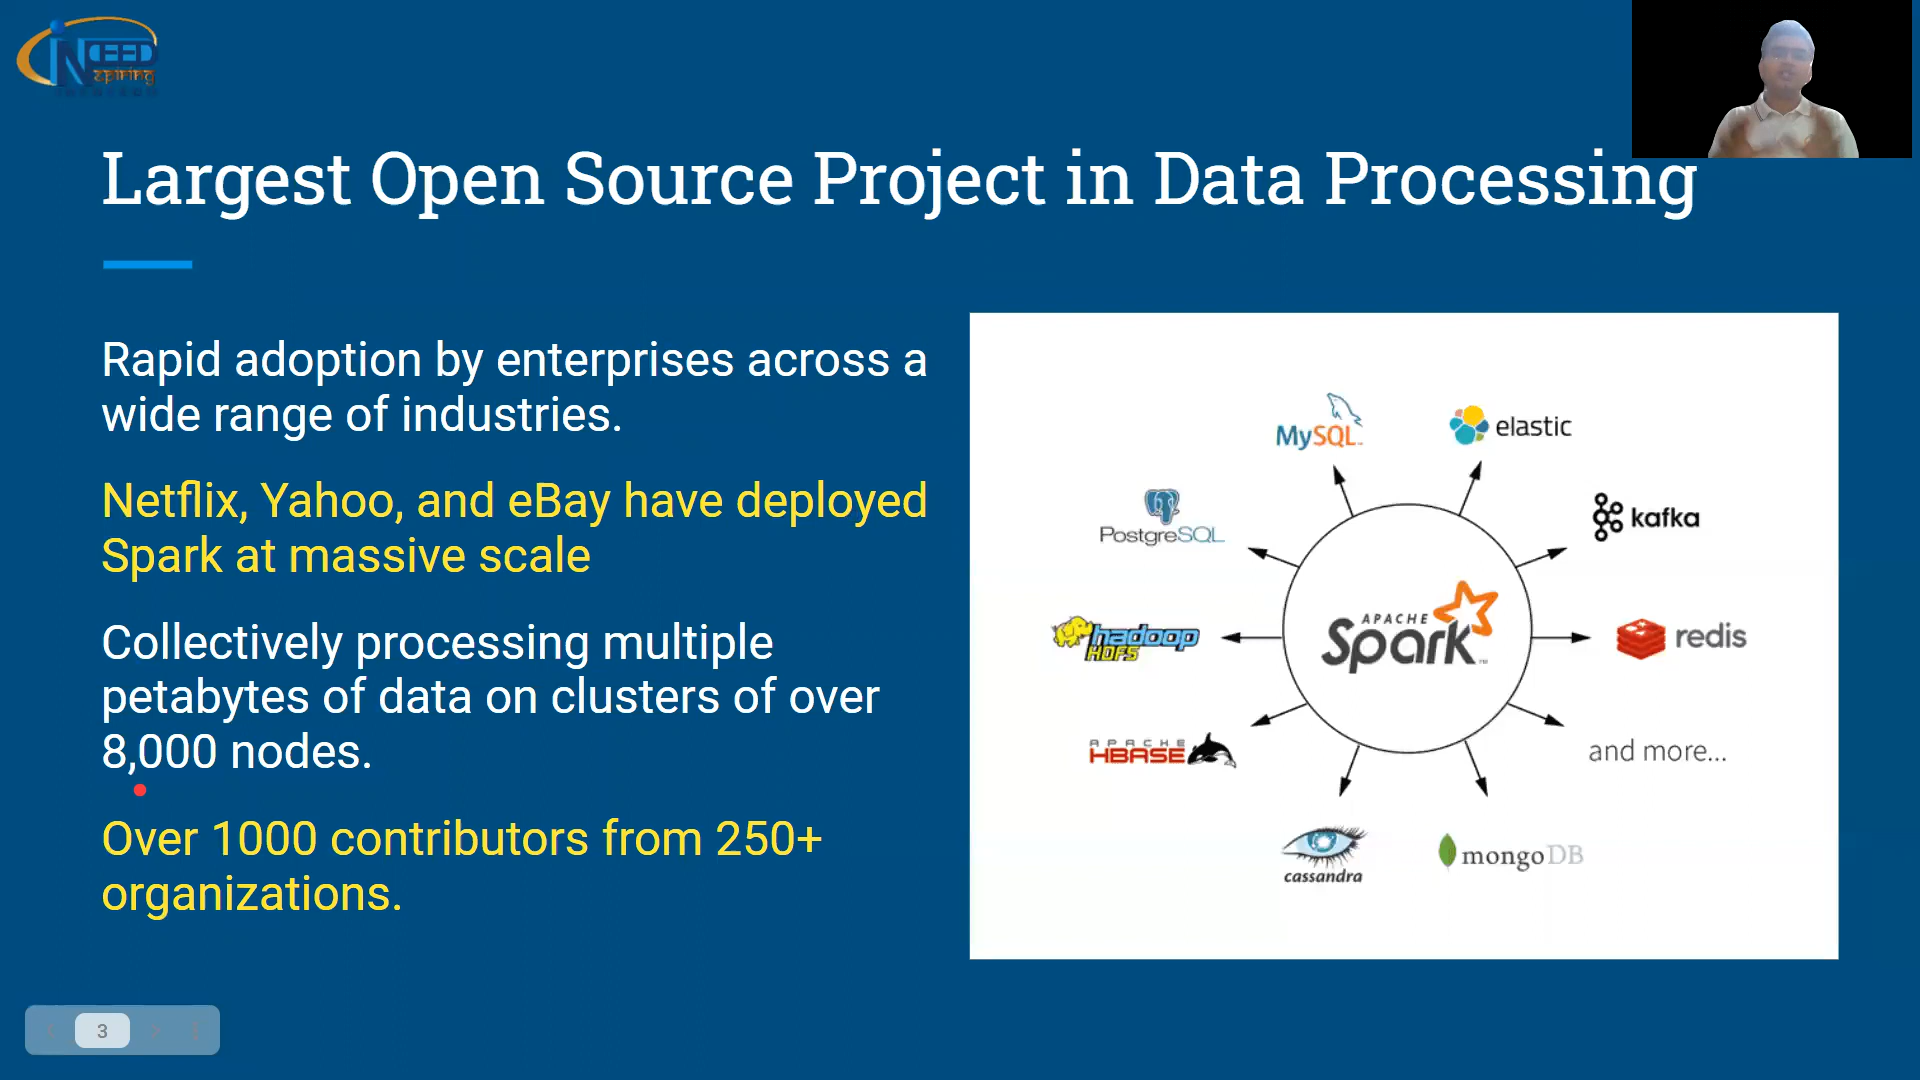 iNCEED
zpiring
Largest Open Source Project in Data Processing
Rapid adoption by enterprises across a
wide range of industries.
Netflix, Yahoo, and eBay have deployed
Spark at massive scale
Collectively processing multiple
petabytes of data on clusters of over
8,000 nodes.
Over 1000 contributors from 250+
organizations.
MySQL
elastic
PostgreSQL
kafka
hadoop
HDFS
APACHE
Spark
TM
redis
APACHE
HBASE
and more...
cassandra
mongoDB
3